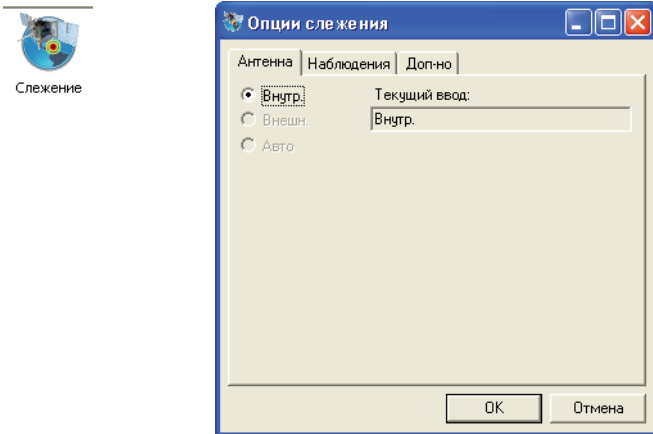 Слежение
Опции слежения
Антенна Наблюдения Доп-но
Внутр. Текущий ввод:
Внешн. Внутр.
Авто
OK Отмена